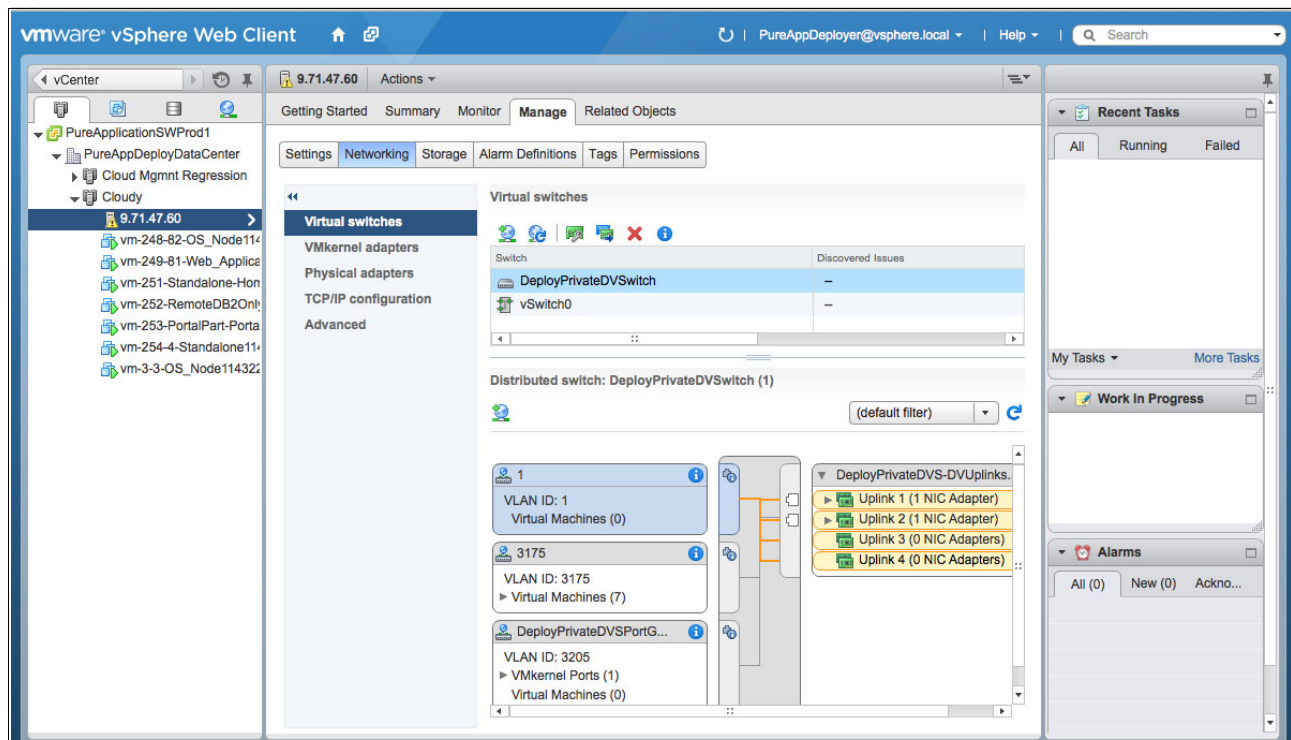 vmware® vSphere Web Client
PureAppDeployer@vsphere.local
Help
Search
vCenter
PureApplicationSWProd1
PureAppDeployDataCenter
Cloud Mgmnt Regression
Cloudy
9.71.47.60
vm-248-82-OS_Node114
vm-249-81-Web_Applica
vm-251-Standalone-Hon
vm-252-RemoteDB2Only
vm-253-PortalPart-Porta
vm-254-4-Standalone114
vm-3-3-OS_Node114322
9.71.47.60 Actions
Getting Started Summary Monitor Manage Related Objects
Settings Networking Storage Alarm Definitions Tags Permissions
Virtual switches
VMkernel adapters
Physical adapters
TCP/IP configuration
Advanced
Virtual switches
Switch Discovered Issues
DeployPrivateDVSwitch –
vSwitch0 –
Distributed switch: DeployPrivateDVSwitch (1)
(default filter)
1
VLAN ID: 1
Virtual Machines (0)
3175
VLAN ID: 3175
Virtual Machines (7)
DeployPrivateDVSPortG...
VLAN ID: 3205
VMkernel Ports (1)
Virtual Machines (0)
DeployPrivateDVS-DVUplinks.
Uplink 1 (1 NIC Adapter)
Uplink 2 (1 NIC Adapter)
Uplink 3 (0 NIC Adapters)
Uplink 4 (0 NIC Adapters)
Recent Tasks
All Running Failed
My Tasks More Tasks
Work In Progress
Alarms
All (0) New (0) Ackno...